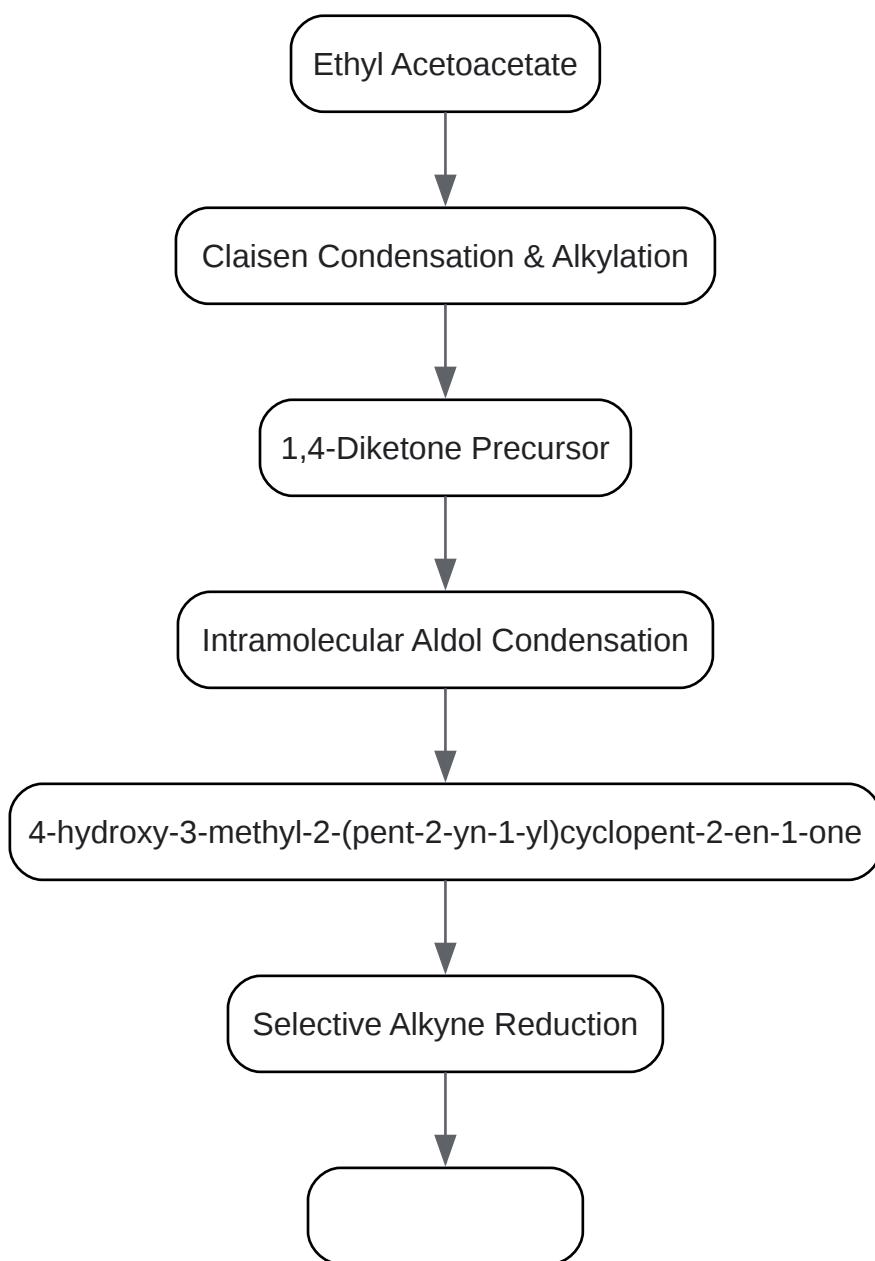 Ethyl Acetoacetate
Claisen Condensation & Alkylation
1,4-Diketone Precursor
Intramolecular Aldol Condensation
4-hydroxy-3-methyl-2-(pent-2-yn-1-yl)cyclopent-2-en-1-one
Selective Alkyne Reduction